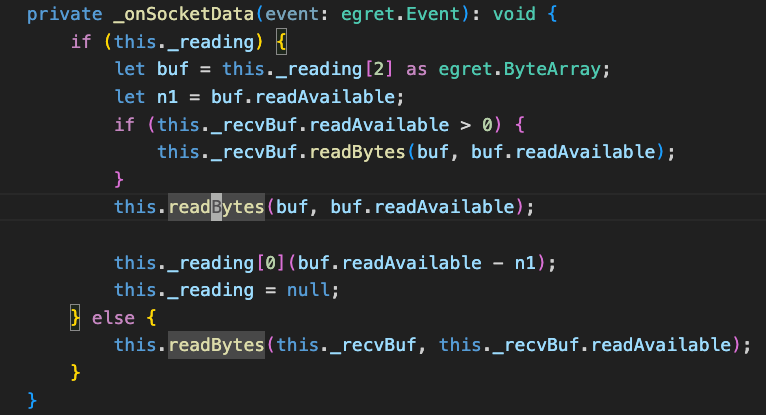 private _onSocketData(event: egret.Event): void {
    if (this._reading) {
        let buf = this._reading[2] as egret.ByteArray;
        let n1 = buf.readAvailable;
        if (this._recvBuf.readAvailable > 0) {
            this._recvBuf.readBytes(buf, buf.readAvailable);
        }
        this.readBytes(buf, buf.readAvailable);

        this._reading[0](buf.readAvailable - n1);
        this._reading = null;
    } else {
        this.readBytes(this._recvBuf, this._recvBuf.readAvailable);
    }
}